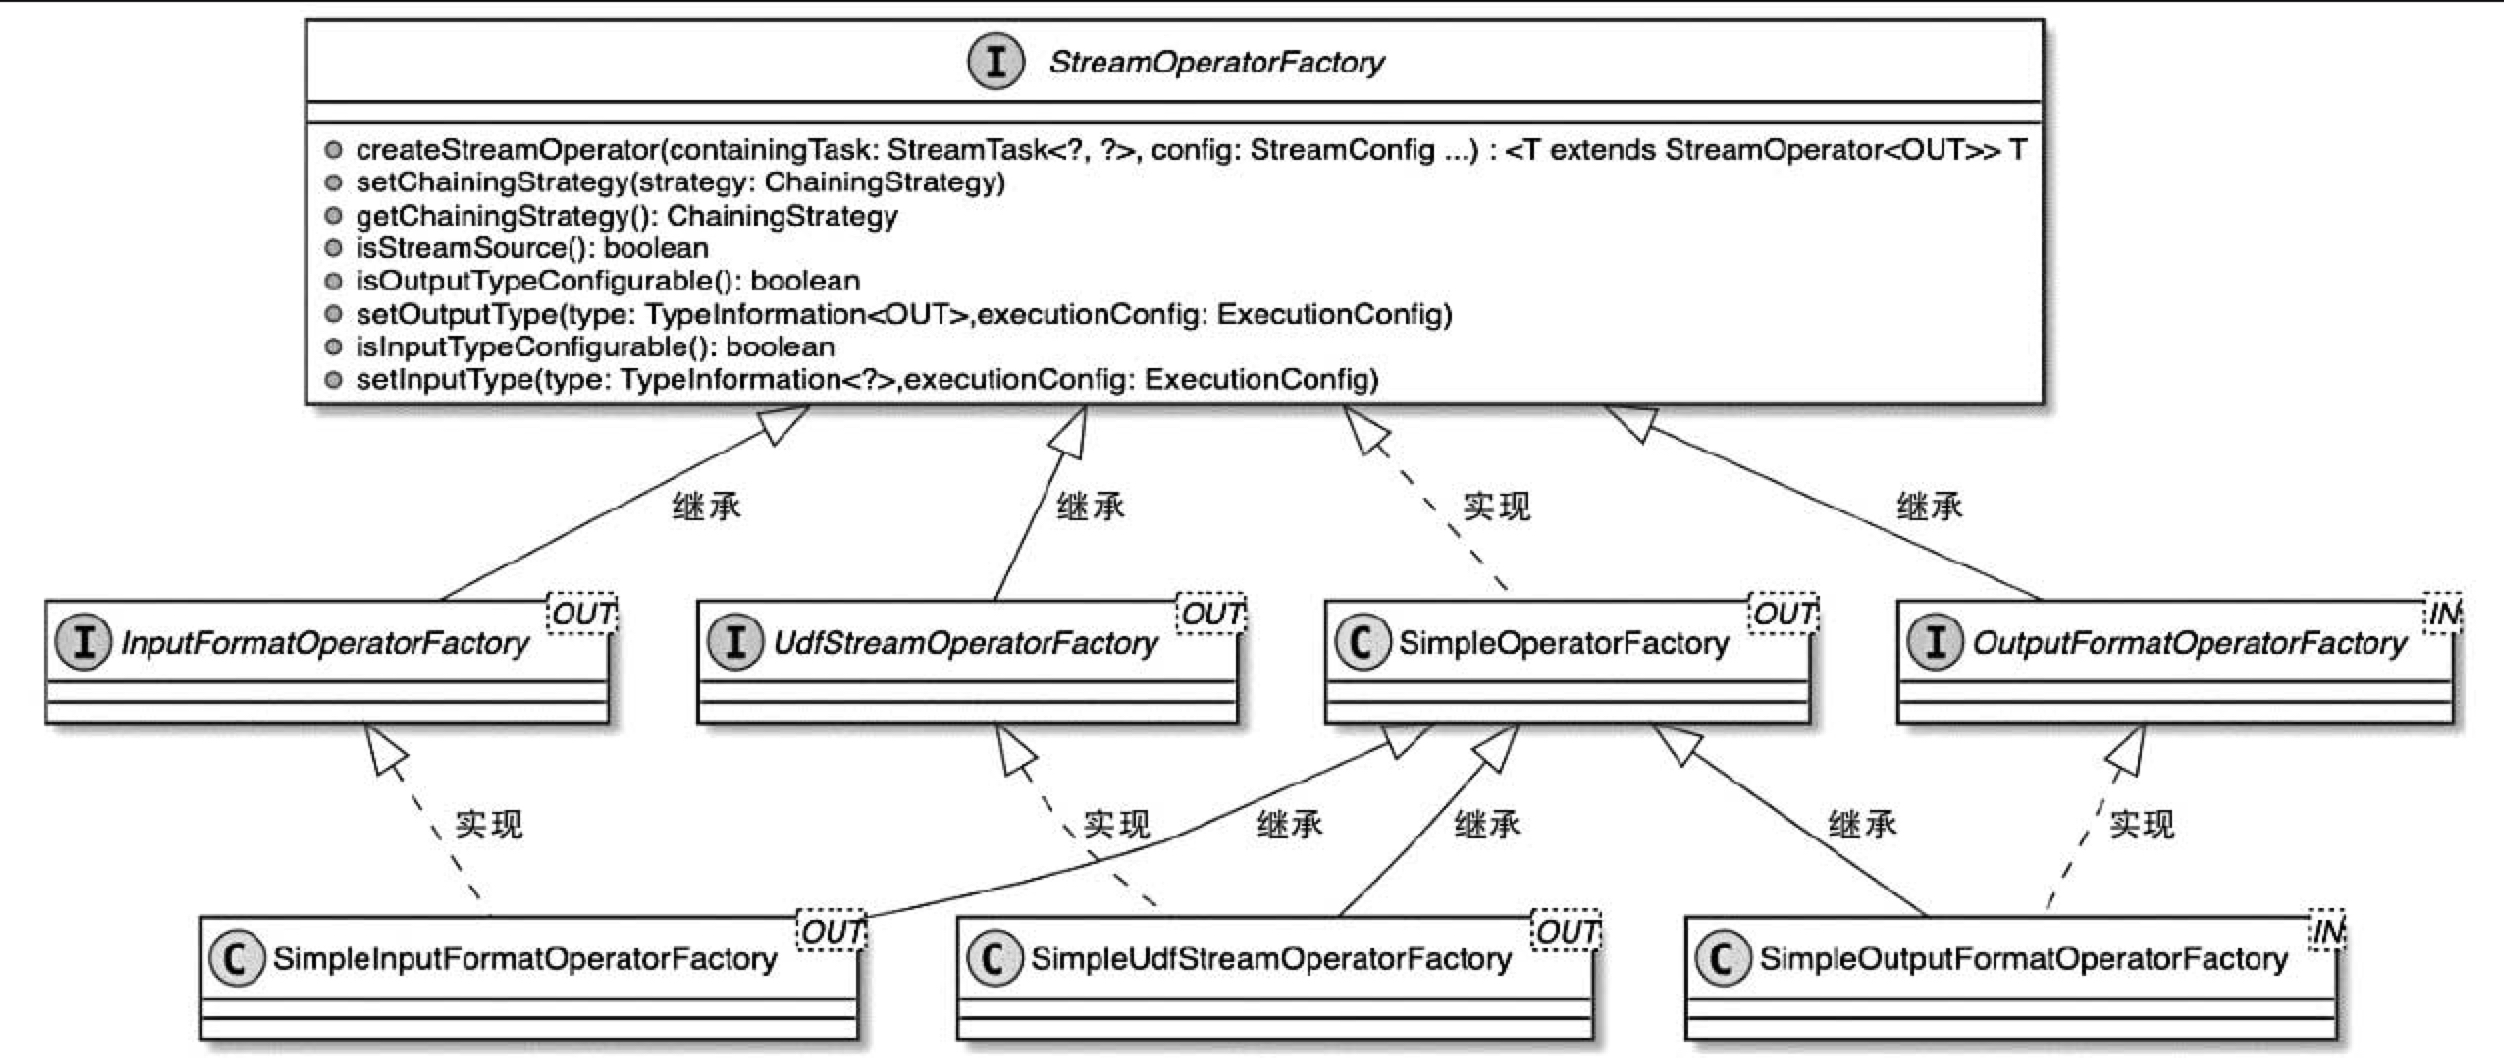 I StreamOperatorFactory
createStreamOperator(containingTask: StreamTask<?, ?>, config: StreamConfig ...) : <T extends StreamOperator<OUT>> T
setChainingStrategy(strategy: ChainingStrategy)
getChainingStrategy(): ChainingStrategy
isStreamSource(): boolean
isOutputTypeConfigurable(): boolean
setOutputType(type: TypeInformation<OUT>,executionConfig: ExecutionConfig)
isInputTypeConfigurable(): boolean
setInputType(type: TypeInformation<?>,executionConfig: ExecutionConfig)
继承
继承
实现
继承
I InputFormatOperatorFactory OUT
I UdfStreamOperatorFactory OUT
C SimpleOperatorFactory OUT
I OutputFormatOperatorFactory IN
实现
实现
继承
继承
继承
实现
C SimpleInputFormatOperatorFactory OUT
C SimpleUdfStreamOperatorFactory OUT
C SimpleOutputFormatOperatorFactory IN